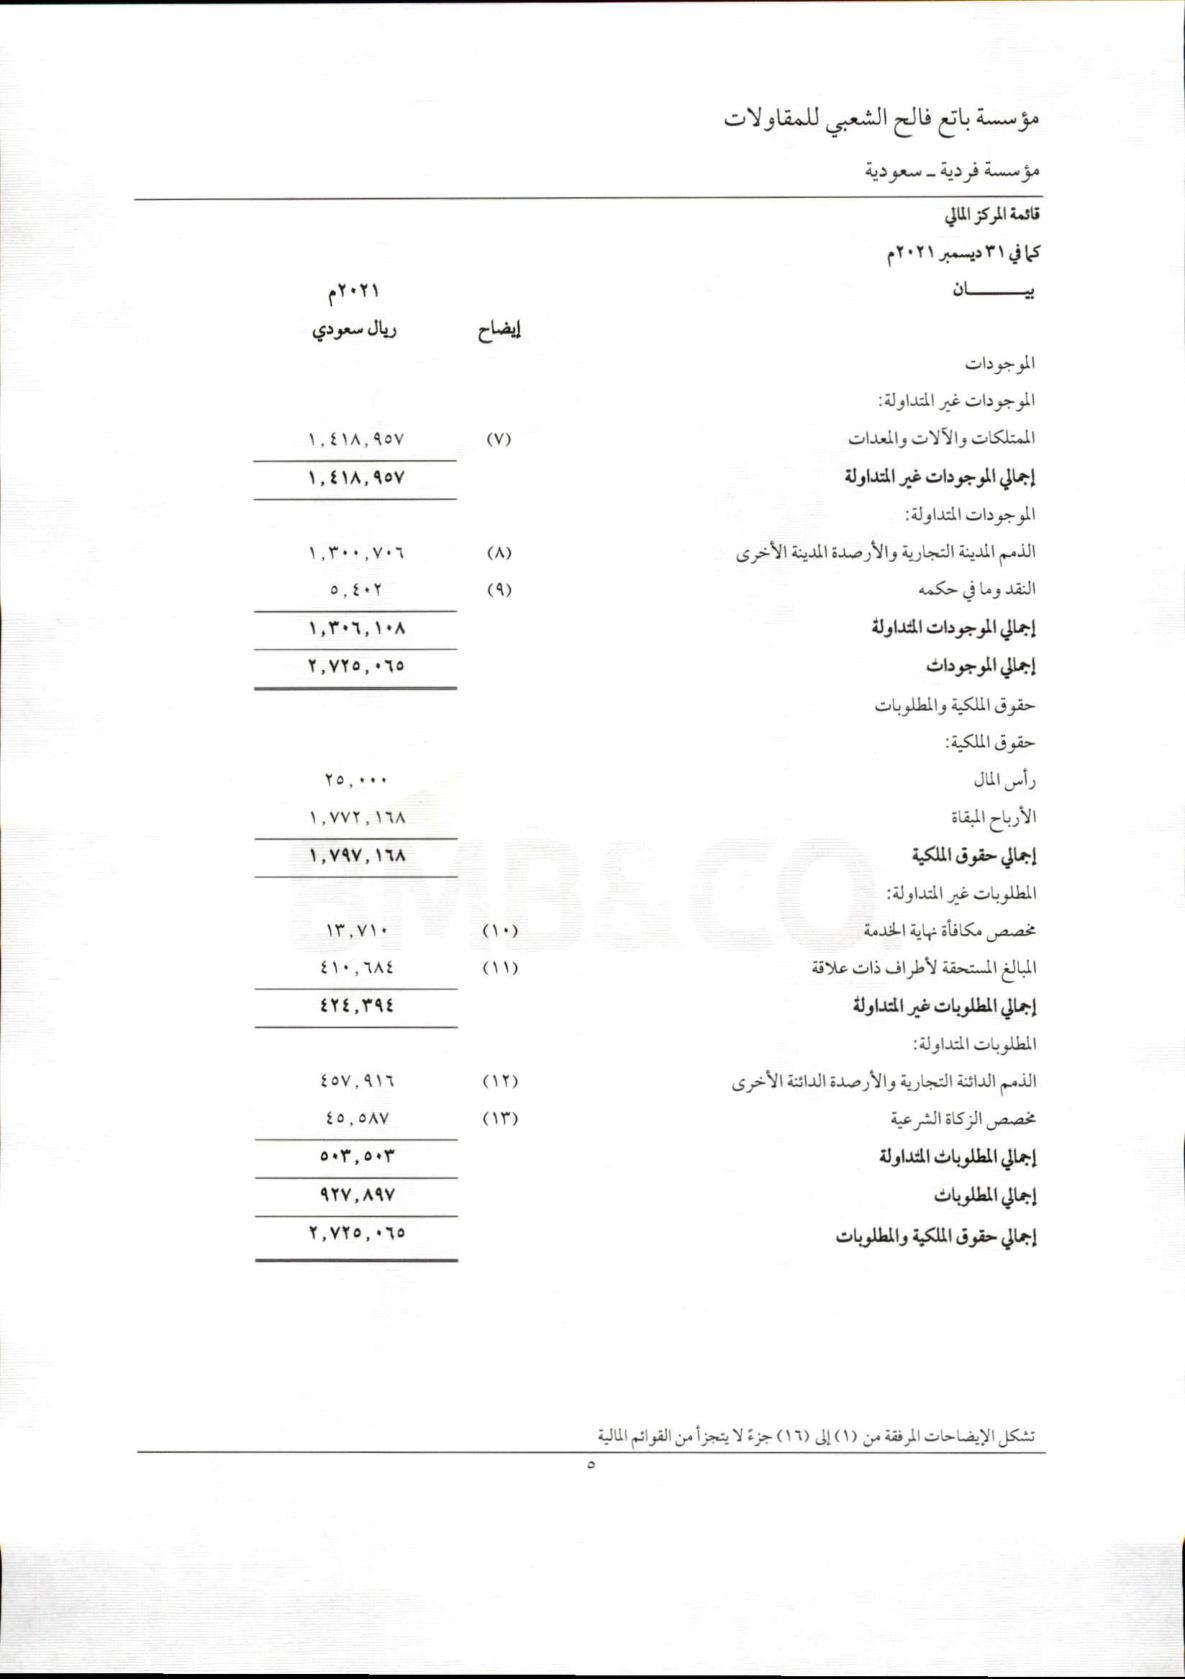 مؤسسة باتع فالح الشعبي للمقاولات
مؤسسة فردية - سعودية
قائمة المركز المالي
كما في ٣١ ديسمبر ٢٠٢١م
بيـــــــان ٢٠٢١م
إيضاح ريال سعودي
الموجودات
الموجودات غير المتداولة:
الممتلكات والآلات والمعدات (٧) ١,٤١٨,٩٥٧
إجمالي الموجودات غير المتداولة ١,٤١٨,٩٥٧
الموجودات المتداولة:
الذمم المدينة التجارية والأرصدة المدينة الأخرى (٨) ١,٣٠٠,٧٠٦
النقد وما في حكمه (٩) ٥,٤٠٢
إجمالي الموجودات المتداولة ١,٣٠٦,١٠٨
إجمالي الموجودات ٢,٧٢٥,٠٦٥
حقوق الملكية والمطلوبات
حقوق الملكية:
رأس المال ٢٥,٠٠٠
الأرباح المبقاة ١,٧٧٢,١٦٨
إجمالي حقوق الملكية ١,٧٩٧,١٦٨
المطلوبات غير المتداولة:
مخصص مكافأة نهاية الخدمة (١٠) ١٣,٧١٠
المبالغ المستحقة لأطراف ذات علاقة (١١) ٤١٠,٦٨٤
إجمالي المطلوبات غير المتداولة ٤٢٤,٣٩٤
المطلوبات المتداولة:
الذمم الدائنة التجارية والأرصدة الدائنة الأخرى (١٢) ٤٥٧,٩١٦
مخصص الزكاة الشرعية (١٣) ٤٥,٥٨٧
إجمالي المطلوبات المتداولة ٥٠٣,٥٠٣
إجمالي المطلوبات ٩٢٧,٨٩٧
إجمالي حقوق الملكية والمطلوبات ٢,٧٢٥,٠٦٥
تشكل الإيضاحات المرفقة من (١) إلى (١٦) جزءً لا يتجزأ من القوائم المالية
٥